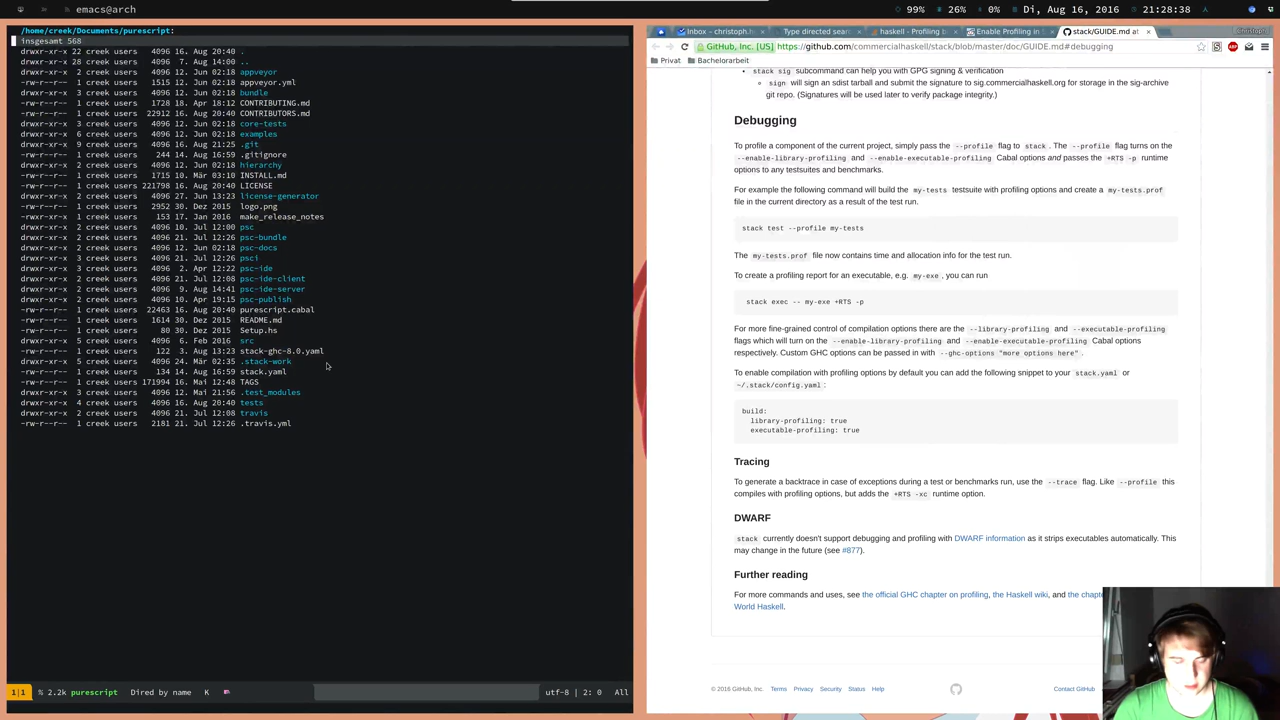 emacs@arch
99% 0% 0% Di, 16 Aug, 21:28:38
/home/creek/Documents/purescript:
insgesamt 568
drwxr-xr-x 22 creek users 4096 16. Aug 20:40 .
drwxr-xr-x 28 creek users 4096 7. Aug 14:00 ..
drwxr-xr-x 2 creek users 4096 12. Jun 02:18 appveyor
-rw-r--r-- 1 creek users 1515 12. Jun 02:18 appveyor.yml
drwxr-xr-x 2 creek users 4096 12. Jun 02:18 bundle
-rw-r--r-- 1 creek users 1728 18. Apr 18:12 CONTRIBUTING.md
-rw-r--r-- 1 creek users 22912 16. Aug 20:40 CONTRIBUTORS.md
drwxr-xr-x 3 creek users 4096 12. Jun 02:18 core-tests
drwxr-xr-x 6 creek users 4096 12. Jun 02:18 examples
drwxr-xr-x 9 creek users 4096 16. Aug 20:40 .git
-rw-r--r-- 1 creek users 244 14. Aug 16:59 .gitignore
drwxr-xr-x 3 creek users 4096 12. Jun 02:18 hierarchy
-rw-r--r-- 1 creek users 1715 10. Mär 03:10 INSTALL.md
-rw-r--r-- 1 creek users 221798 16. Aug 20:40 LICENSE
drwxr-xr-x 2 creek users 4096 27. Jun 13:23 license-generator
-rw-r--r-- 1 creek users 2952 30. Dez 2015 logo.png
-rw-r--r-- 1 creek users 153 17. Jan 2016 make_release_notes
drwxr-xr-x 2 creek users 4096 10. Jul 12:00 psc
drwxr-xr-x 2 creek users 4096 21. Jul 12:26 psc-bundle
drwxr-xr-x 2 creek users 4096 12. Jun 02:18 psc-docs
drwxr-xr-x 3 creek users 4096 21. Jul 12:26 psci
drwxr-xr-x 3 creek users 4096 2. Apr 12:22 psc-ide
drwxr-xr-x 2 creek users 4096 21. Jul 12:08 psc-ide-client
drwxr-xr-x 2 creek users 4096 9. Aug 14:41 psc-ide-server
drwxr-xr-x 2 creek users 4096 10. Apr 19:15 psc-publish
-rw-r--r-- 1 creek users 22463 16. Aug 20:40 purescript.cabal
-rw-r--r-- 1 creek users 1614 30. Dez 2015 README.md
-rw-r--r-- 1 creek users 80 30. Dez 2015 Setup.hs
drwxr-xr-x 5 creek users 4096 6. Feb 2016 src
-rw-r--r-- 1 creek users 122 3. Aug 13:23 stack-ghc-8.0.yaml
drwxr-xr-x 5 creek users 4096 24. Mär 02:35 .stack-work
-rw-r--r-- 1 creek users 134 14. Aug 16:59 stack.yaml
-rw-r--r-- 1 creek users 171994 16. Mai 12:48 TAGS
drwxr-xr-x 3 creek users 4096 21. Mai 12:46 .test_modules
drwxr-xr-x 4 creek users 4096 16. Aug 20:40 tests
drwxr-xr-x 2 creek users 4096 21. Jul 12:08 travis
-rw-r--r-- 1 creek users 2181 21. Jul 12:26 .travis.yml
1|1 % 2.2k purescript Dired by name K utf-8 | 2: 0 All
Inbox – christoph.h Type directed sear haskell - Profiling b Enable Profiling in S stack/GUIDE.md at christoph
GitHub, Inc. [US] https://github.com/commercialhaskell/stack/blob/master/doc/GUIDE.md#debugging
Privat Bachelorarbeit
stack sig subcommand can help you with GPG signing & verification
sign will sign an sdist tarball and submit the signature to sig.commercialhaskell.org for storage in the sig-archive
git repo. (Signatures will be used later to verify package integrity.)
Debugging
To profile a component of the current project, simply pass the --profile flag to stack . The --profile flag turns on the
--enable-library-profiling and --enable-executable-profiling Cabal options and passes the +RTS -p runtime
options to any testsuites and benchmarks.
For example the following command will build the my-tests testsuite with profiling options and create a my-tests.prof
file in the current directory as a result of the test run.
stack test --profile my-tests
The my-tests.prof file now contains time and allocation info for the test run.
To create a profiling report for an executable, e.g. my-exe , you can run
stack exec -- my-exe +RTS -p
For more fine-grained control of compilation options there are the --library-profiling and --executable-profiling
flags which will turn on the --enable-library-profiling and --enable-executable-profiling Cabal options
respectively. Custom GHC options can be passed in with --ghc-options "more options here" .
To enable compilation with profiling options by default you can add the following snippet to your stack.yaml or
~/.stack/config.yaml :
build:
library-profiling: true
executable-profiling: true
Tracing
To generate a backtrace in case of exceptions during a test or benchmarks run, use the --trace flag. Like --profile this
compiles with profiling options, but adds the +RTS -xc runtime option.
DWARF
stack currently doesn't support debugging and profiling with DWARF information as it strips executables automatically. This
may change in the future (see #877).
Further reading
For more commands and uses, see the official GHC chapter on profiling, the Haskell wiki, and the chapte
World Haskell.
© 2016 GitHub, Inc. Terms Privacy Security Status Help Contact GitHub